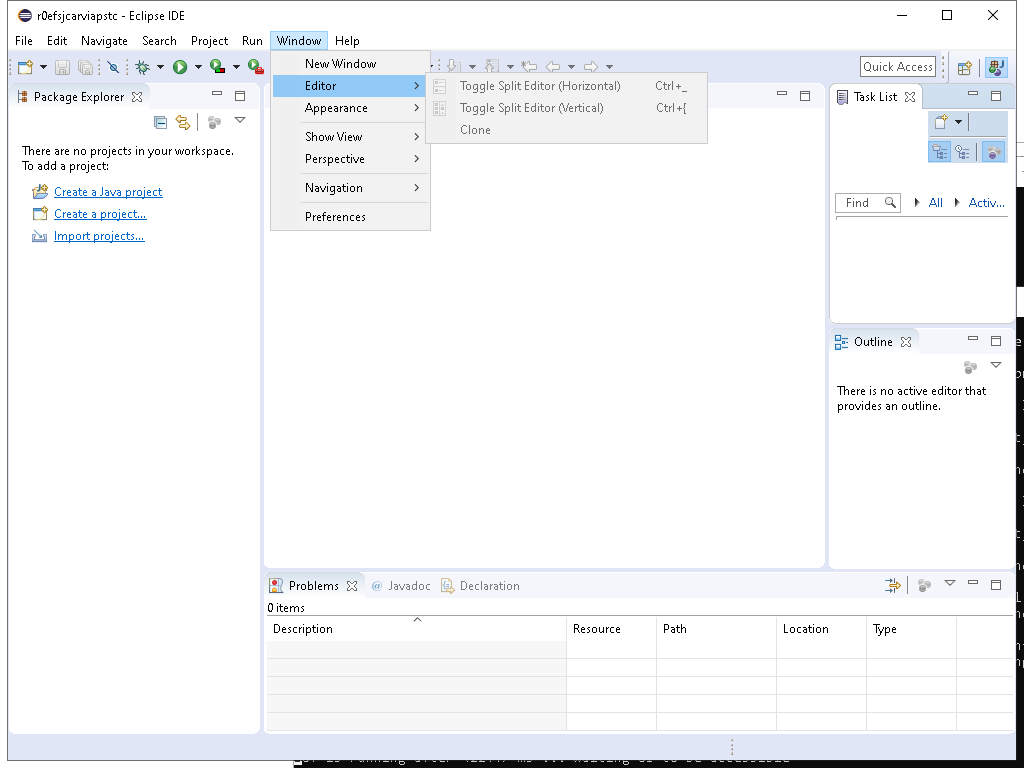 r0efsjcarviapstc - Eclipse IDE
File Edit Navigate Search Project Run Window Help
Quick Access
New Window
Editor
Appearance
Show View
Perspective
Navigation
Preferences
Toggle Split Editor (Horizontal) Ctrl+_
Toggle Split Editor (Vertical) Ctrl+{
Clone
Package Explorer
There are no projects in your workspace.
To add a project:
Create a Java project
Create a project...
Import projects...
Task List
Find All Activ...
Outline
There is no active editor that
provides an outline.
Problems @ Javadoc Declaration
0 items
Description Resource Path Location Type